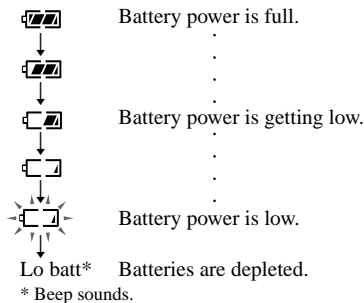 Battery power is full.
Battery power is getting low.
Battery power is low.
Lo batt* Batteries are depleted.
* Beep sounds.